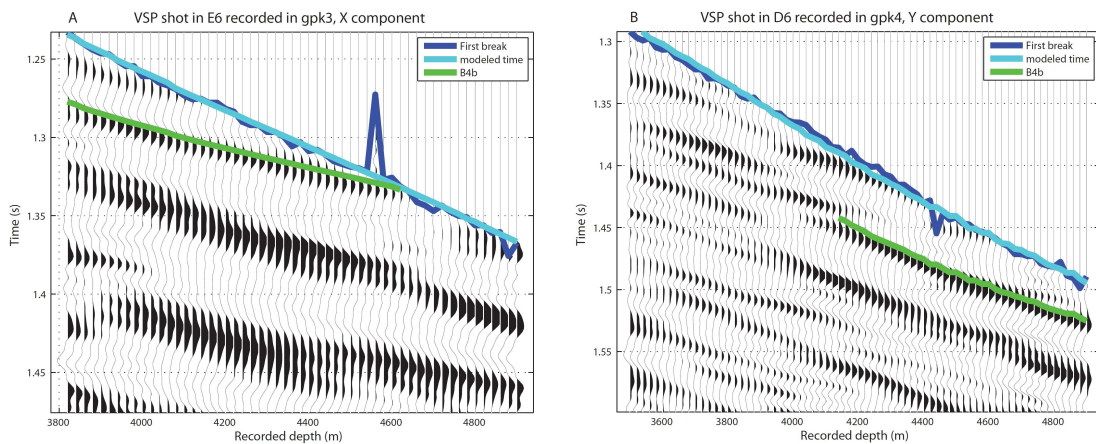 A
VSP shot in E6 recorded in gpk3, X component
First break
modeled time
B4b
1.25
1.3
1.35
1.4
1.45
Time (s)
3800 4000 4200 4400 4600 4800
Recorded depth (m)
B
VSP shot in D6 recorded in gpk4, Y component
First break
modeled time
B4b
1.3
1.35
1.4
1.45
1.5
1.55
Time (s)
3600 3800 4000 4200 4400 4600 4800
Recorded depth (m)